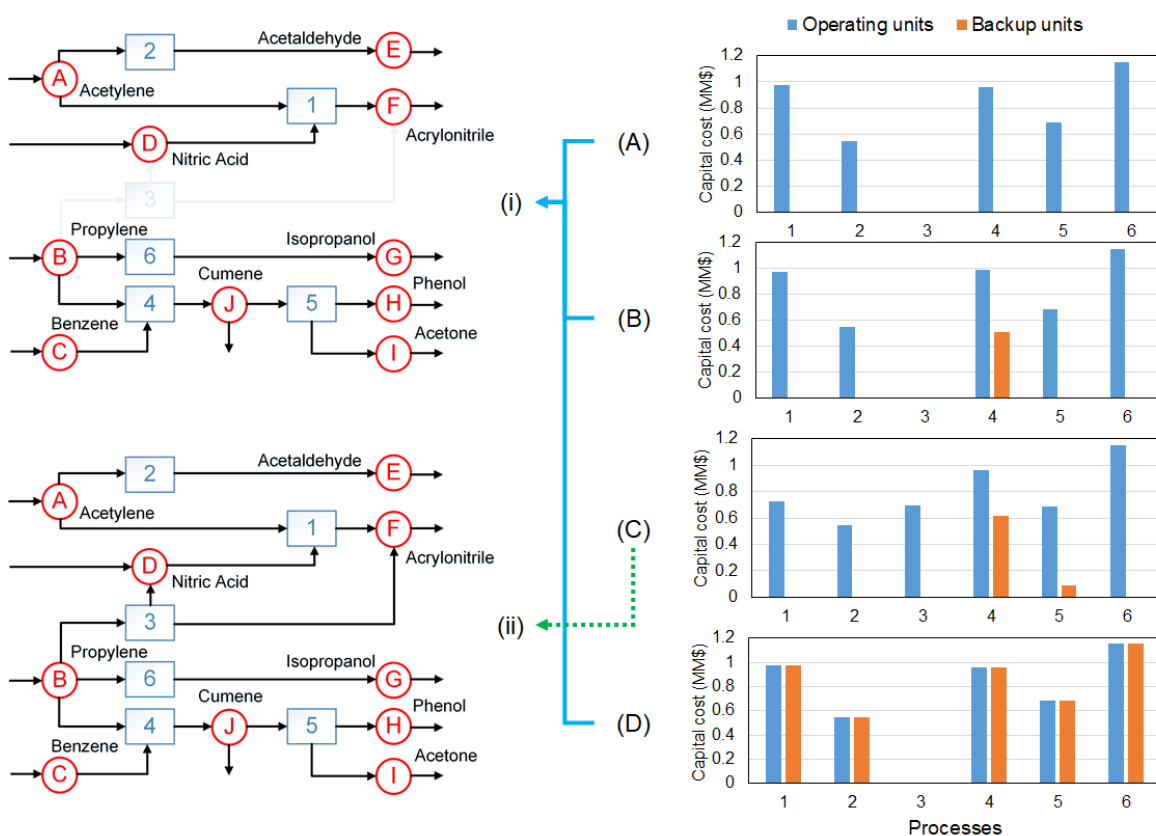 2
Acetaldehyde
E
A
Acetylene
1
F
Acrylonitrile
D
Nitric Acid
3
Propylene
B
6
Isopropanol
G
Cumene
4
J
5
Phenol
H
Benzene
C
Acetone
I
(i)
2
Acetaldehyde
E
A
Acetylene
1
F
Acrylonitrile
D
Nitric Acid
3
Propylene
B
6
Isopropanol
G
Cumene
4
J
5
Phenol
H
Benzene
C
Acetone
I
(ii)
(A)
(B)
(C)
(D)
Operating units Backup units
Capital cost (MM$)
1.2
1
0.8
0.6
0.4
0.2
0
1 2 3 4 5 6
Capital cost (MM$)
1.2
1
0.8
0.6
0.4
0.2
0
1 2 3 4 5 6
Capital cost (MM$)
1.2
1
0.8
0.6
0.4
0.2
0
1 2 3 4 5 6
Capital cost (MM$)
1.2
1
0.8
0.6
0.4
0.2
0
1 2 3 4 5 6
Processes